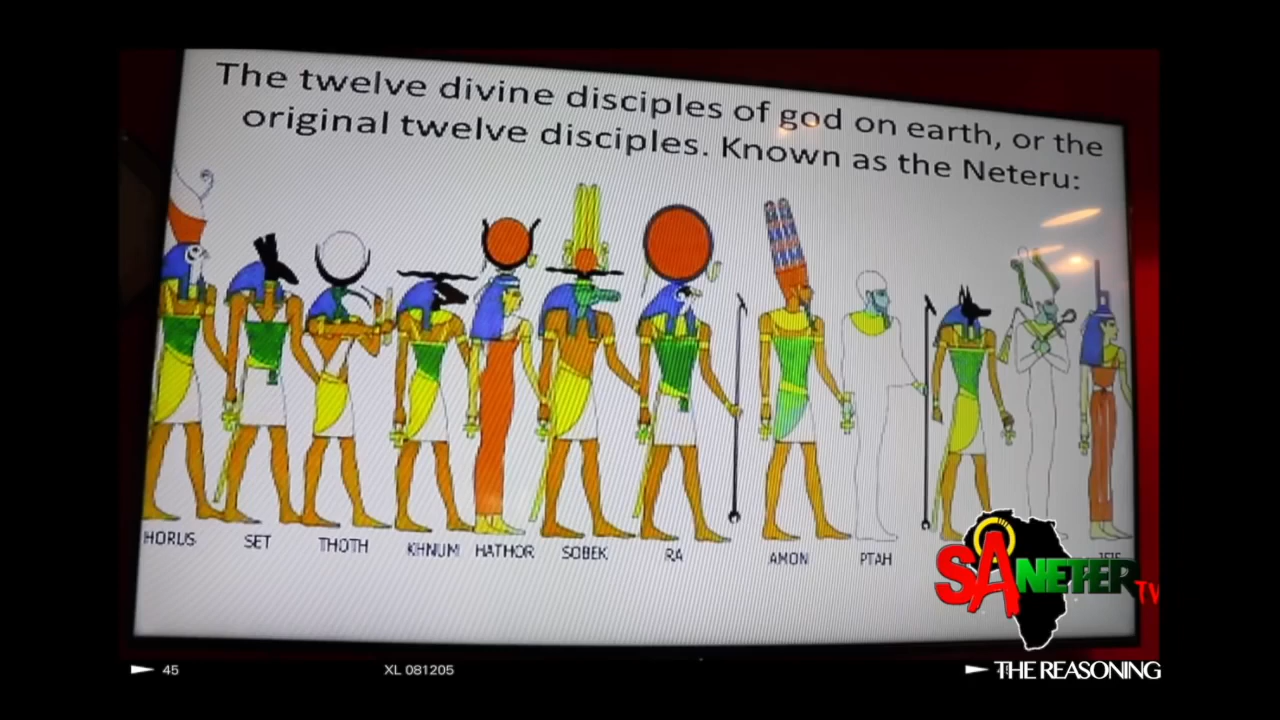 The twelve divine disciples of god on earth, or the
original twelve disciples. Known as the Neteru:
HORUS SET THOTH KHNUM HATHOR SOBEK RA AMON PTAH
SANETER TV
45 XL 081205
THE REASONING